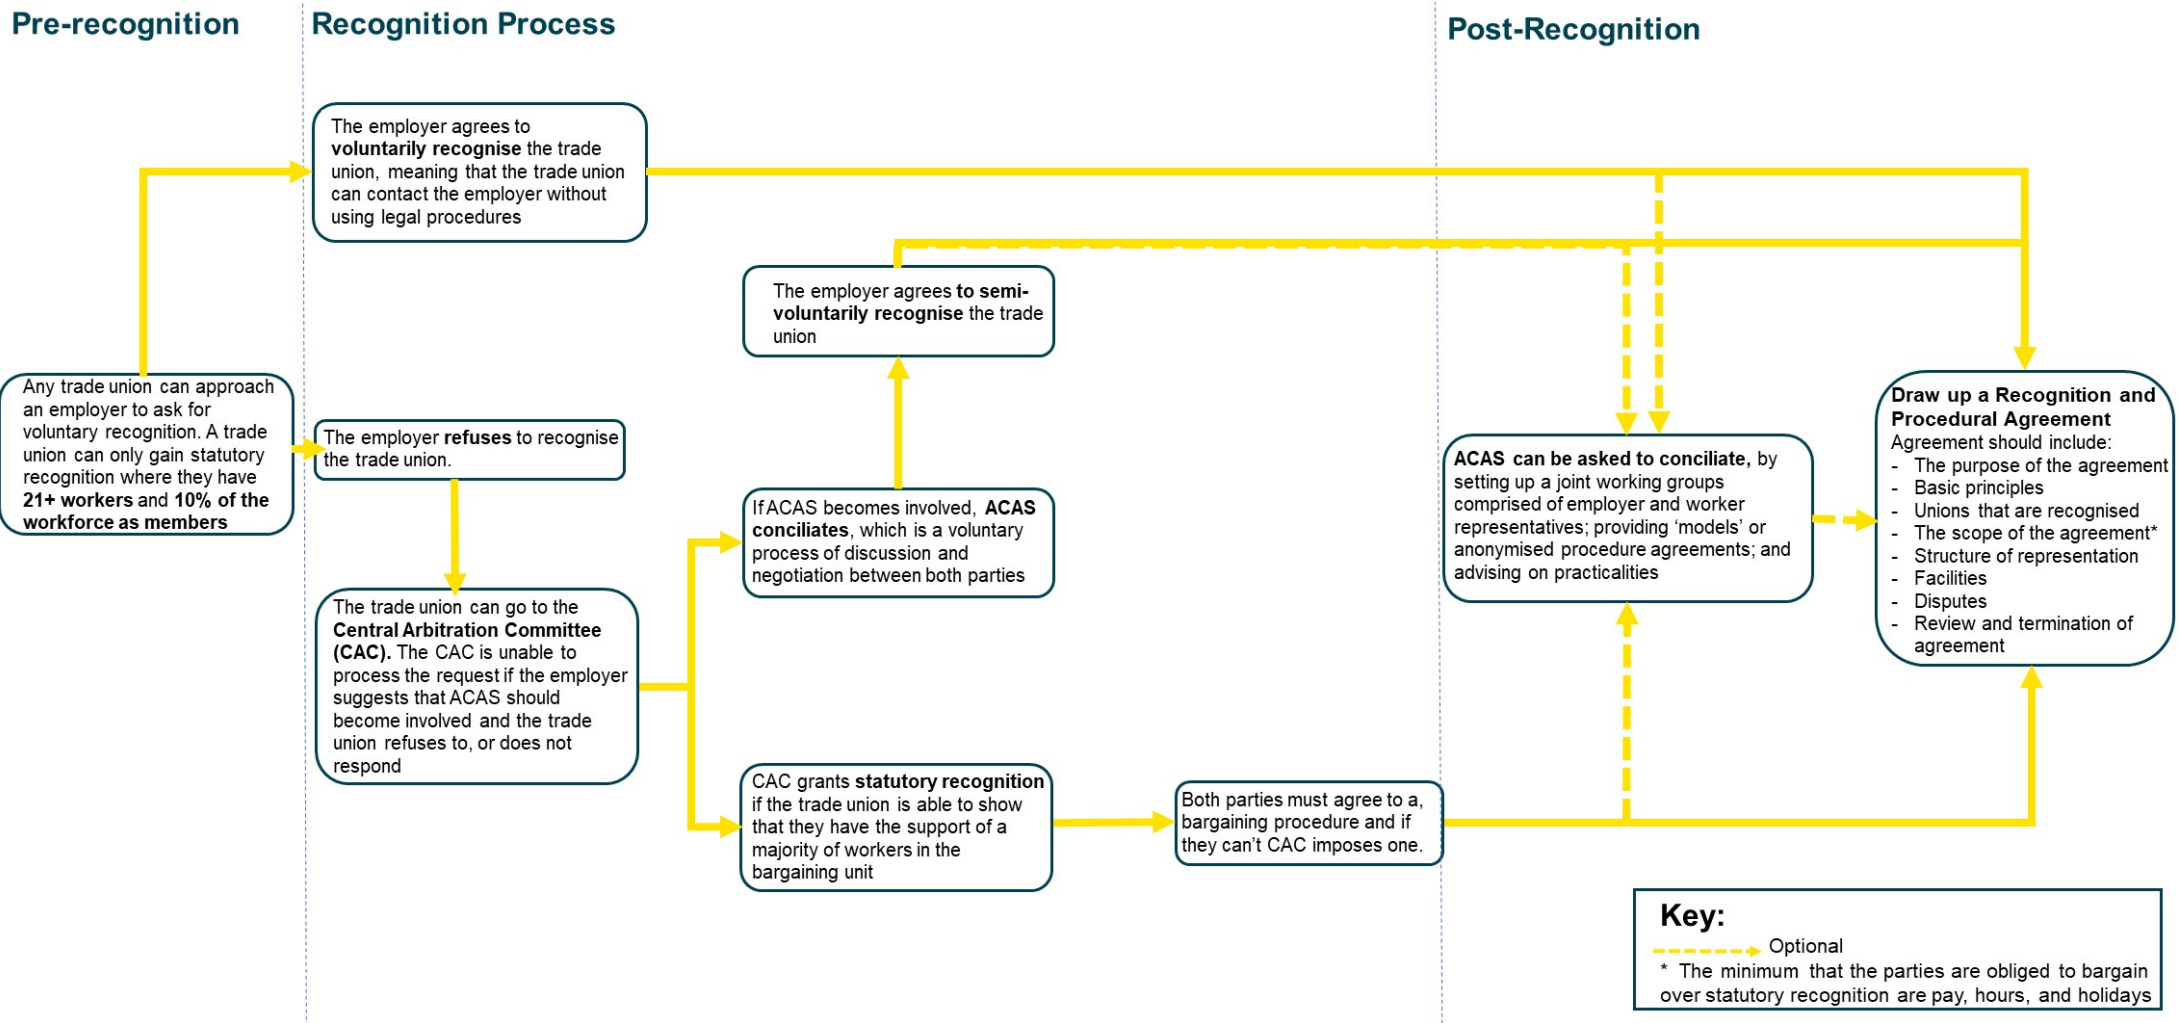 Pre-recognition
Recognition Process
Post-Recognition
The employer agrees to
voluntarily recognise the trade
union, meaning that the trade union
can contact the employer without
using legal procedures
The employer agrees to semi-
voluntarily recognise the trade
union
Any trade union can approach
an employer to ask for
voluntary recognition. A trade
union can only gain statutory
recognition where they have
21+ workers and 10% of the
workforce as members
The employer refuses to recognise
the trade union.
If ACAS becomes involved, ACAS
conciliates, which is a voluntary
process of discussion and
negotiation between both parties
The trade union can go to the
Central Arbitration Committee
(CAC). The CAC is unable to
process the request if the employer
suggests that ACAS should
become involved and the trade
union refuses to, or does not
respond
CAC grants statutory recognition
if the trade union is able to show
that they have the support of a
majority of workers in the
bargaining unit
Both parties must agree to a,
bargaining procedure and if
they can’t CAC imposes one.
ACAS can be asked to conciliate, by
setting up a joint working groups
comprised of employer and worker
representatives; providing ‘models’ or
anonymised procedure agreements; and
advising on practicalities
Draw up a Recognition and
Procedural Agreement
Agreement should include:
- The purpose of the agreement
- Basic principles
- Unions that are recognised
- The scope of the agreement*
- Structure of representation
- Facilities
- Disputes
- Review and termination of
agreement
Key:
Optional
* The minimum that the parties are obliged to bargain
over statutory recognition are pay, hours, and holidays